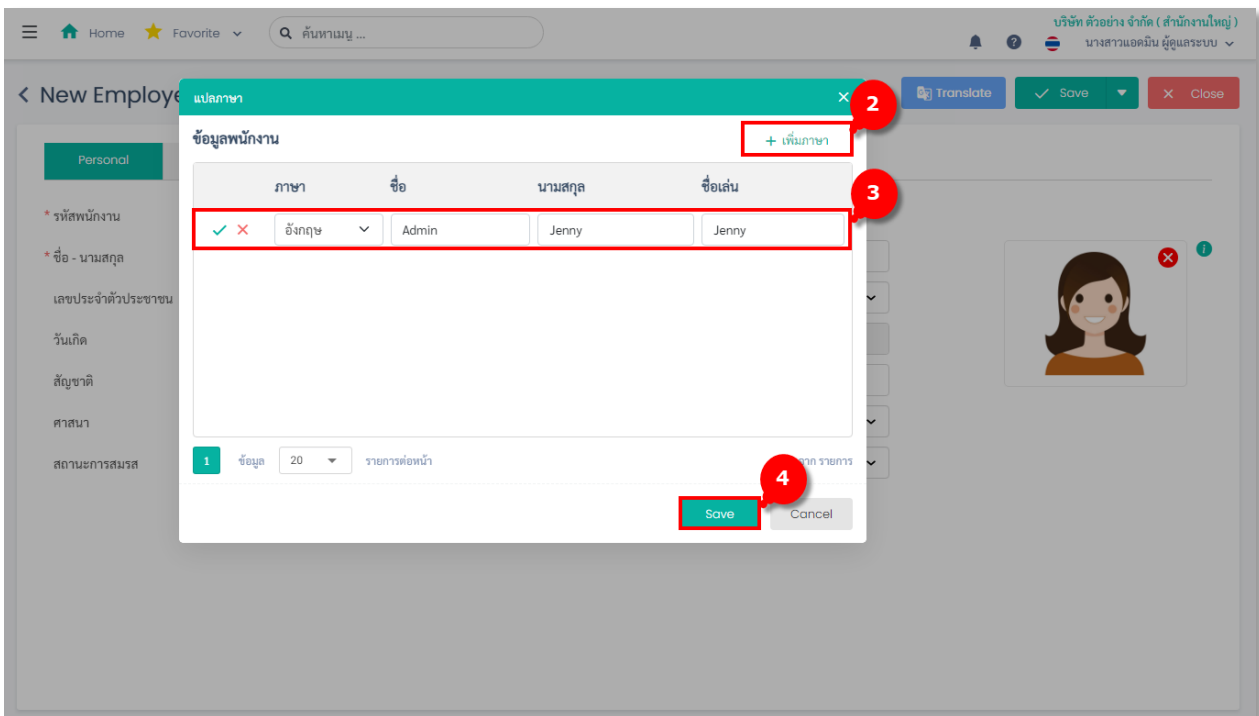 Home Favorite ค้นหาเมนู ...
บริษัท ตัวอย่าง จำกัด ( สำนักงานใหญ่ )
นางสาวแอดมิน ผู้ดูแลระบบ
New Employe
Translate Save Close
แปลภาษา
2
ข้อมูลพนักงาน
+ เพิ่มภาษา
Personal
ภาษา ชื่อ นามสกุล ชื่อเล่น
3
* รหัสพนักงาน
อังกฤษ Admin Jenny Jenny
* ชื่อ - นามสกุล
เลขประจำตัวประชาชน
วันเกิด
สัญชาติ
ศาสนา
สถานะการสมรส
1 ข้อมูล 20 รายการต่อหน้า
จาก รายการ
4
Save Cancel